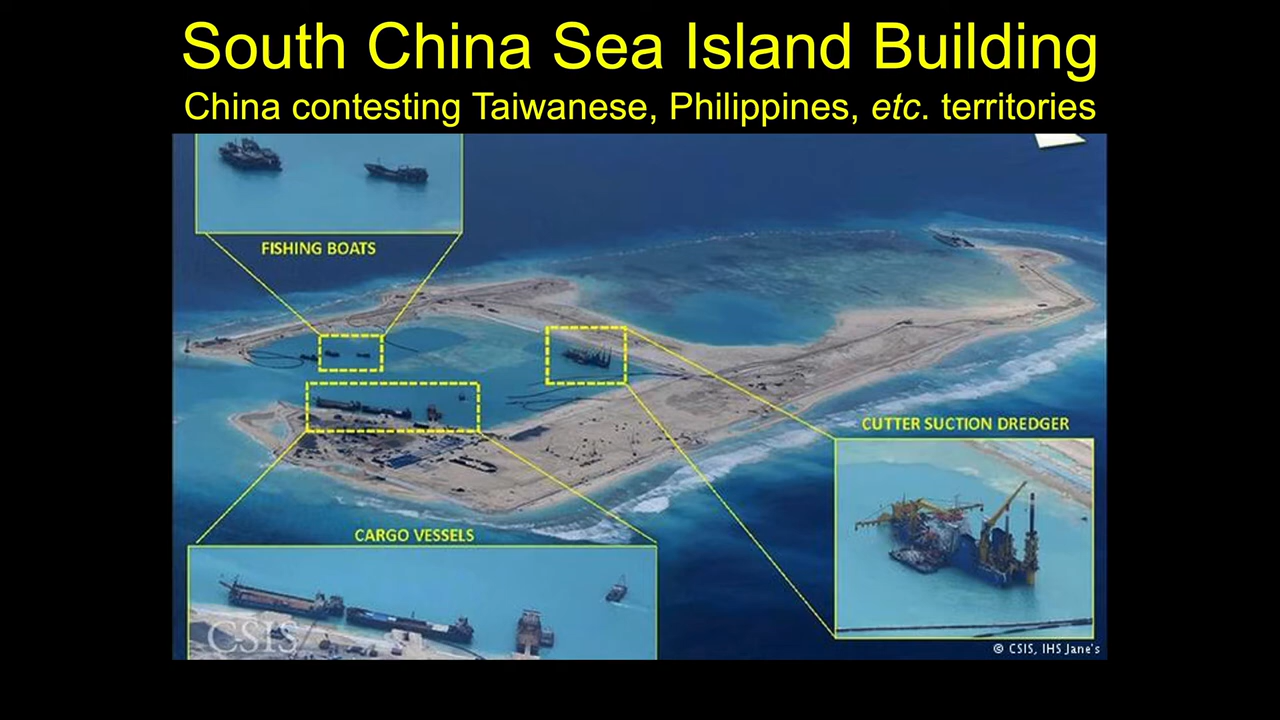 South China Sea Island Building
China contesting Taiwanese, Philippines, etc. territories
FISHING BOATS
CUTTER SUCTION DREDGER
CARGO VESSELS
CSIS
© CSIS, IHS Jane's